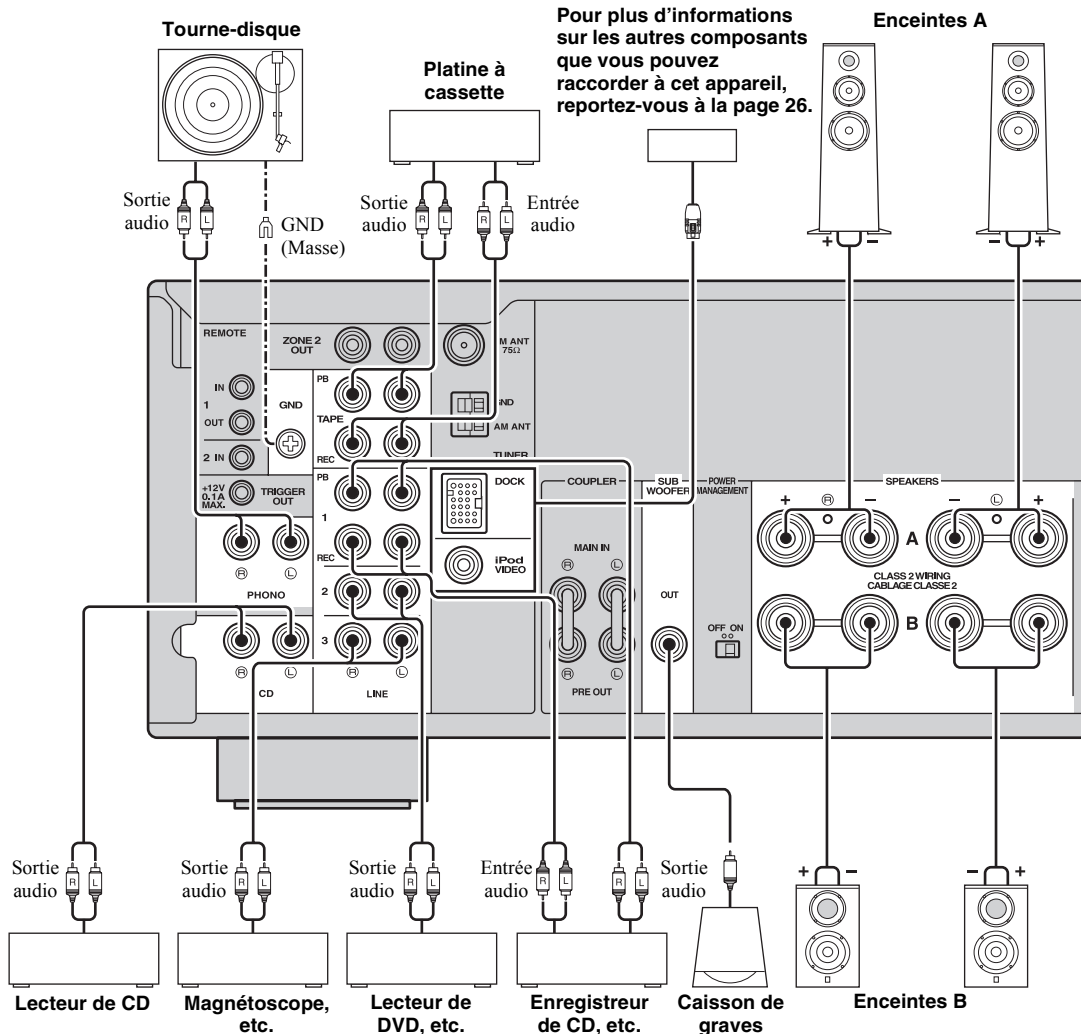 Tourne-disque
Platine à
cassette
Pour plus d'informations
sur les autres composants
que vous pouvez
raccorder à cet appareil,
reportez-vous à la page 26.
Enceintes A
Sortie
audio
R L
GND
(Masse)
Sortie
audio
R L
R L
Entrée
audio
+ −
− +
REMOTE
ZONE 2
OUT
M ANT
75Ω
IN
1
OUT
2 IN
+12V
0.1A
MAX.
TRIGGER
OUT
GND
PB
TAPE
REC
GND
AM ANT
TUNER
PB
1
REC
2
3
R L
PHONO
R L
CD
R L
LINE
DOCK
iPod
VIDEO
COUPLER
MAIN IN
R L
R L
PRE OUT
SUB
WOOFER
OUT
POWER
MANAGEMENT
OFF ON
SPEAKERS
+ R − − L +
A
CLASS 2 WIRING
CABLAGE CLASSE 2
B
Sortie
audio
R L
Sortie
audio
R L
Sortie
audio
R L
Entrée
audio
R L
R L
Sortie
audio
+ −
− +
Lecteur de CD
Magnétoscope,
etc.
Lecteur de
DVD, etc.
Enregistreur
de CD, etc.
Caisson de
graves
Enceintes B